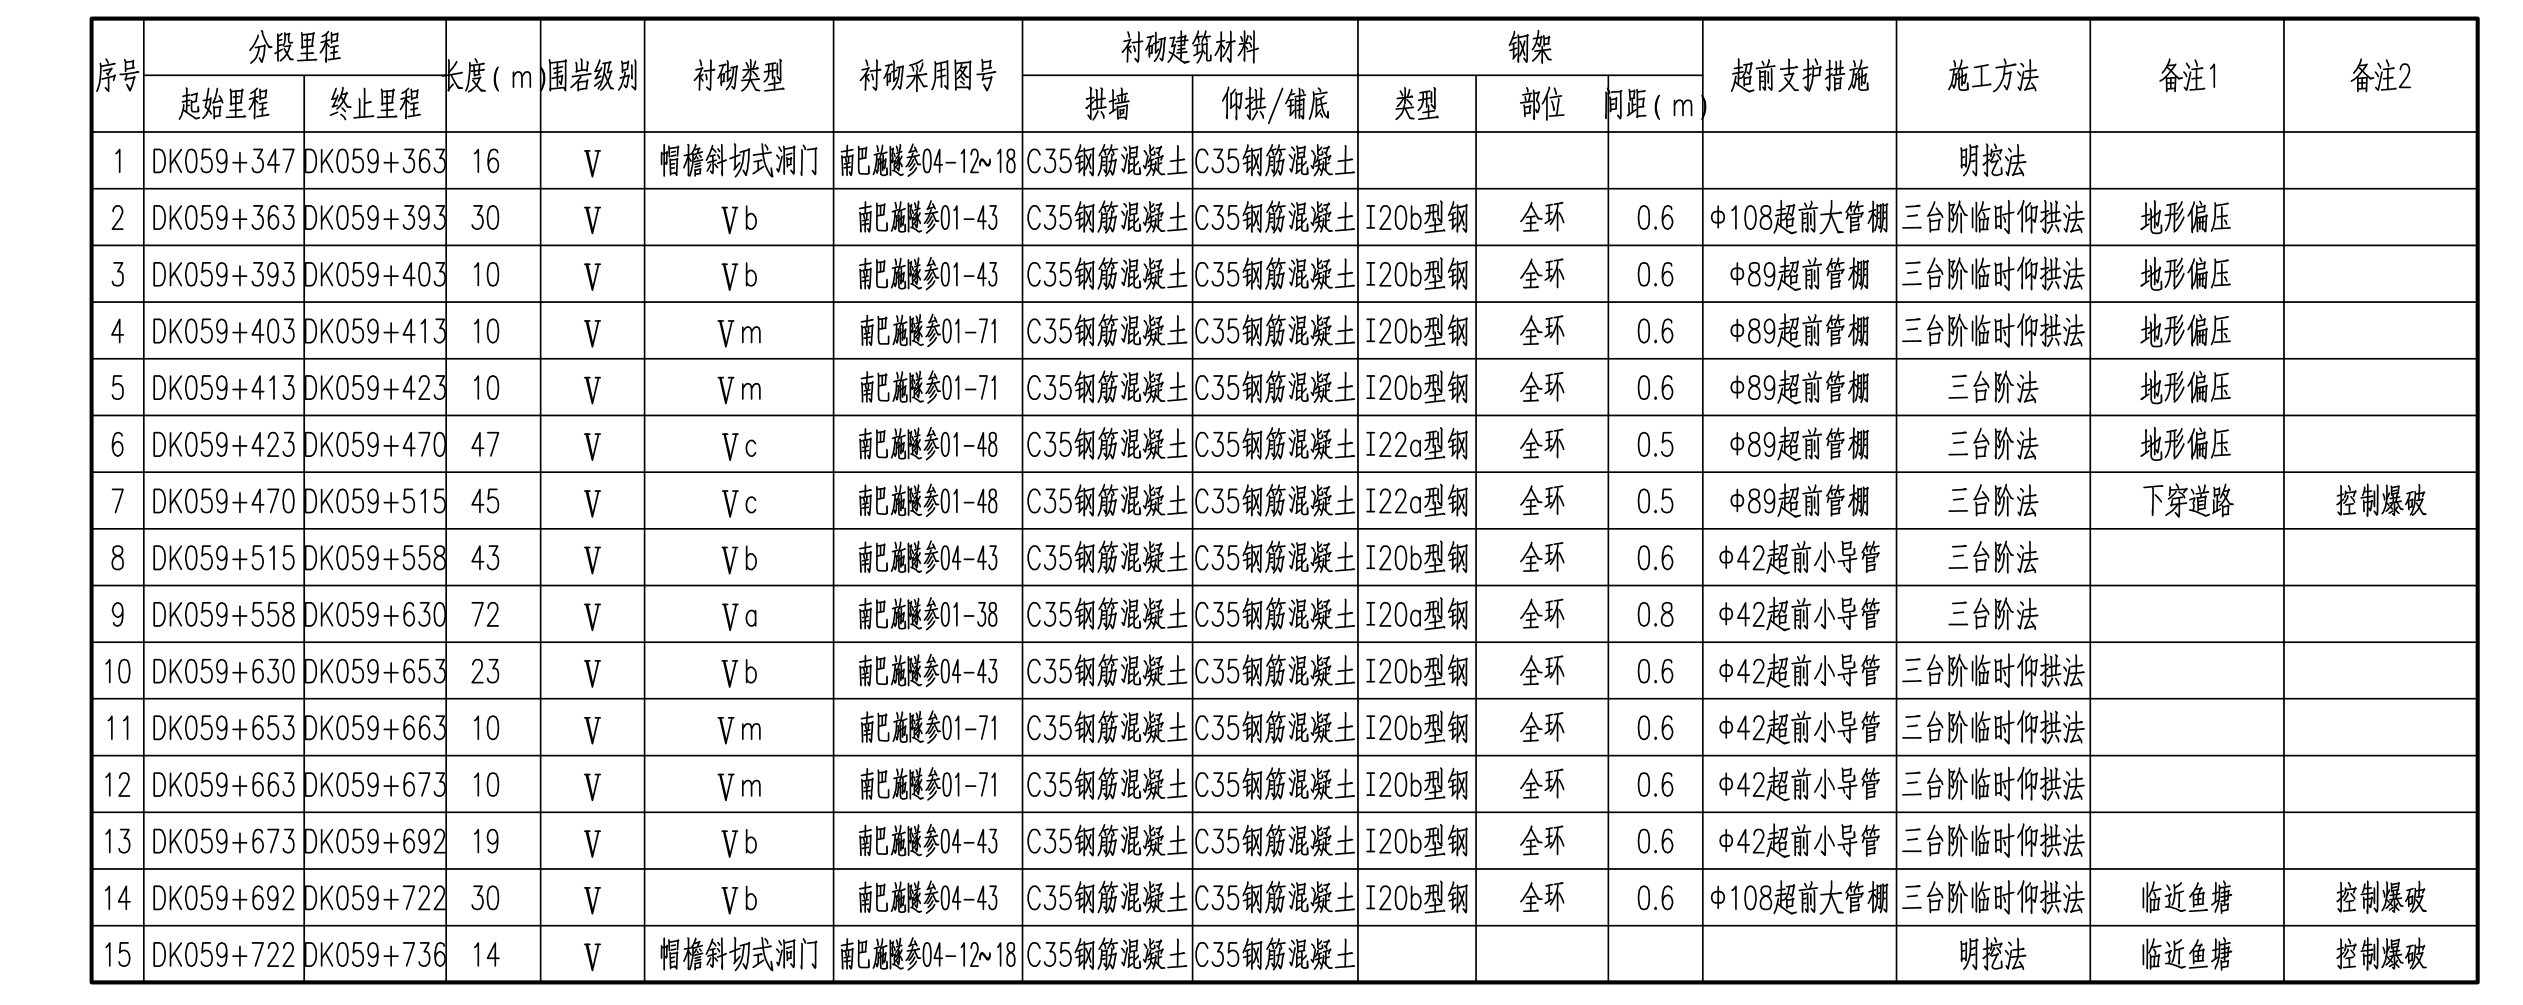 序号 分段里程 长度(m) 围岩级别 衬砌类型 衬砌采用图号 衬砌建筑材料 钢架 超前支护措施 施工方法 备注1 备注2
起始里程 终止里程 拱墙 仰拱/铺底 类型 部位 间距(m)
1 DK059+347 DK059+363 16 V 帽檐斜切式洞门 南巴施隧参04-12~18 C35钢筋混凝土 C35钢筋混凝土 明挖法
2 DK059+363 DK059+393 30 V Vb 南巴施隧参01-43 C35钢筋混凝土 C35钢筋混凝土 I20b型钢 全环 0.6 Φ108超前大管棚 三台阶临时仰拱法 地形偏压
3 DK059+393 DK059+403 10 V Vb 南巴施隧参01-43 C35钢筋混凝土 C35钢筋混凝土 I20b型钢 全环 0.6 Φ89超前管棚 三台阶临时仰拱法 地形偏压
4 DK059+403 DK059+413 10 V Vm 南巴施隧参01-71 C35钢筋混凝土 C35钢筋混凝土 I20b型钢 全环 0.6 Φ89超前管棚 三台阶临时仰拱法 地形偏压
5 DK059+413 DK059+423 10 V Vm 南巴施隧参01-71 C35钢筋混凝土 C35钢筋混凝土 I20b型钢 全环 0.6 Φ89超前管棚 三台阶法 地形偏压
6 DK059+423 DK059+470 47 V Vc 南巴施隧参01-48 C35钢筋混凝土 C35钢筋混凝土 I22a型钢 全环 0.5 Φ89超前管棚 三台阶法 地形偏压
7 DK059+470 DK059+515 45 V Vc 南巴施隧参01-48 C35钢筋混凝土 C35钢筋混凝土 I22a型钢 全环 0.5 Φ89超前管棚 三台阶法 下穿道路 控制爆破
8 DK059+515 DK059+558 43 V Vb 南巴施隧参04-43 C35钢筋混凝土 C35钢筋混凝土 I20b型钢 全环 0.6 Φ42超前小导管 三台阶法
9 DK059+558 DK059+630 72 V Va 南巴施隧参01-38 C35钢筋混凝土 C35钢筋混凝土 I20a型钢 全环 0.8 Φ42超前小导管 三台阶法
10 DK059+630 DK059+653 23 V Vb 南巴施隧参04-43 C35钢筋混凝土 C35钢筋混凝土 I20b型钢 全环 0.6 Φ42超前小导管 三台阶临时仰拱法
11 DK059+653 DK059+663 10 V Vm 南巴施隧参01-71 C35钢筋混凝土 C35钢筋混凝土 I20b型钢 全环 0.6 Φ42超前小导管 三台阶临时仰拱法
12 DK059+663 DK059+673 10 V Vm 南巴施隧参01-71 C35钢筋混凝土 C35钢筋混凝土 I20b型钢 全环 0.6 Φ42超前小导管 三台阶临时仰拱法
13 DK059+673 DK059+692 19 V Vb 南巴施隧参04-43 C35钢筋混凝土 C35钢筋混凝土 I20b型钢 全环 0.6 Φ42超前小导管 三台阶临时仰拱法
14 DK059+692 DK059+722 30 V Vb 南巴施隧参04-43 C35钢筋混凝土 C35钢筋混凝土 I20b型钢 全环 0.6 Φ108超前大管棚 三台阶临时仰拱法 临近鱼塘 控制爆破
15 DK059+722 DK059+736 14 V 帽檐斜切式洞门 南巴施隧参04-12~18 C35钢筋混凝土 C35钢筋混凝土 明挖法 临近鱼塘 控制爆破